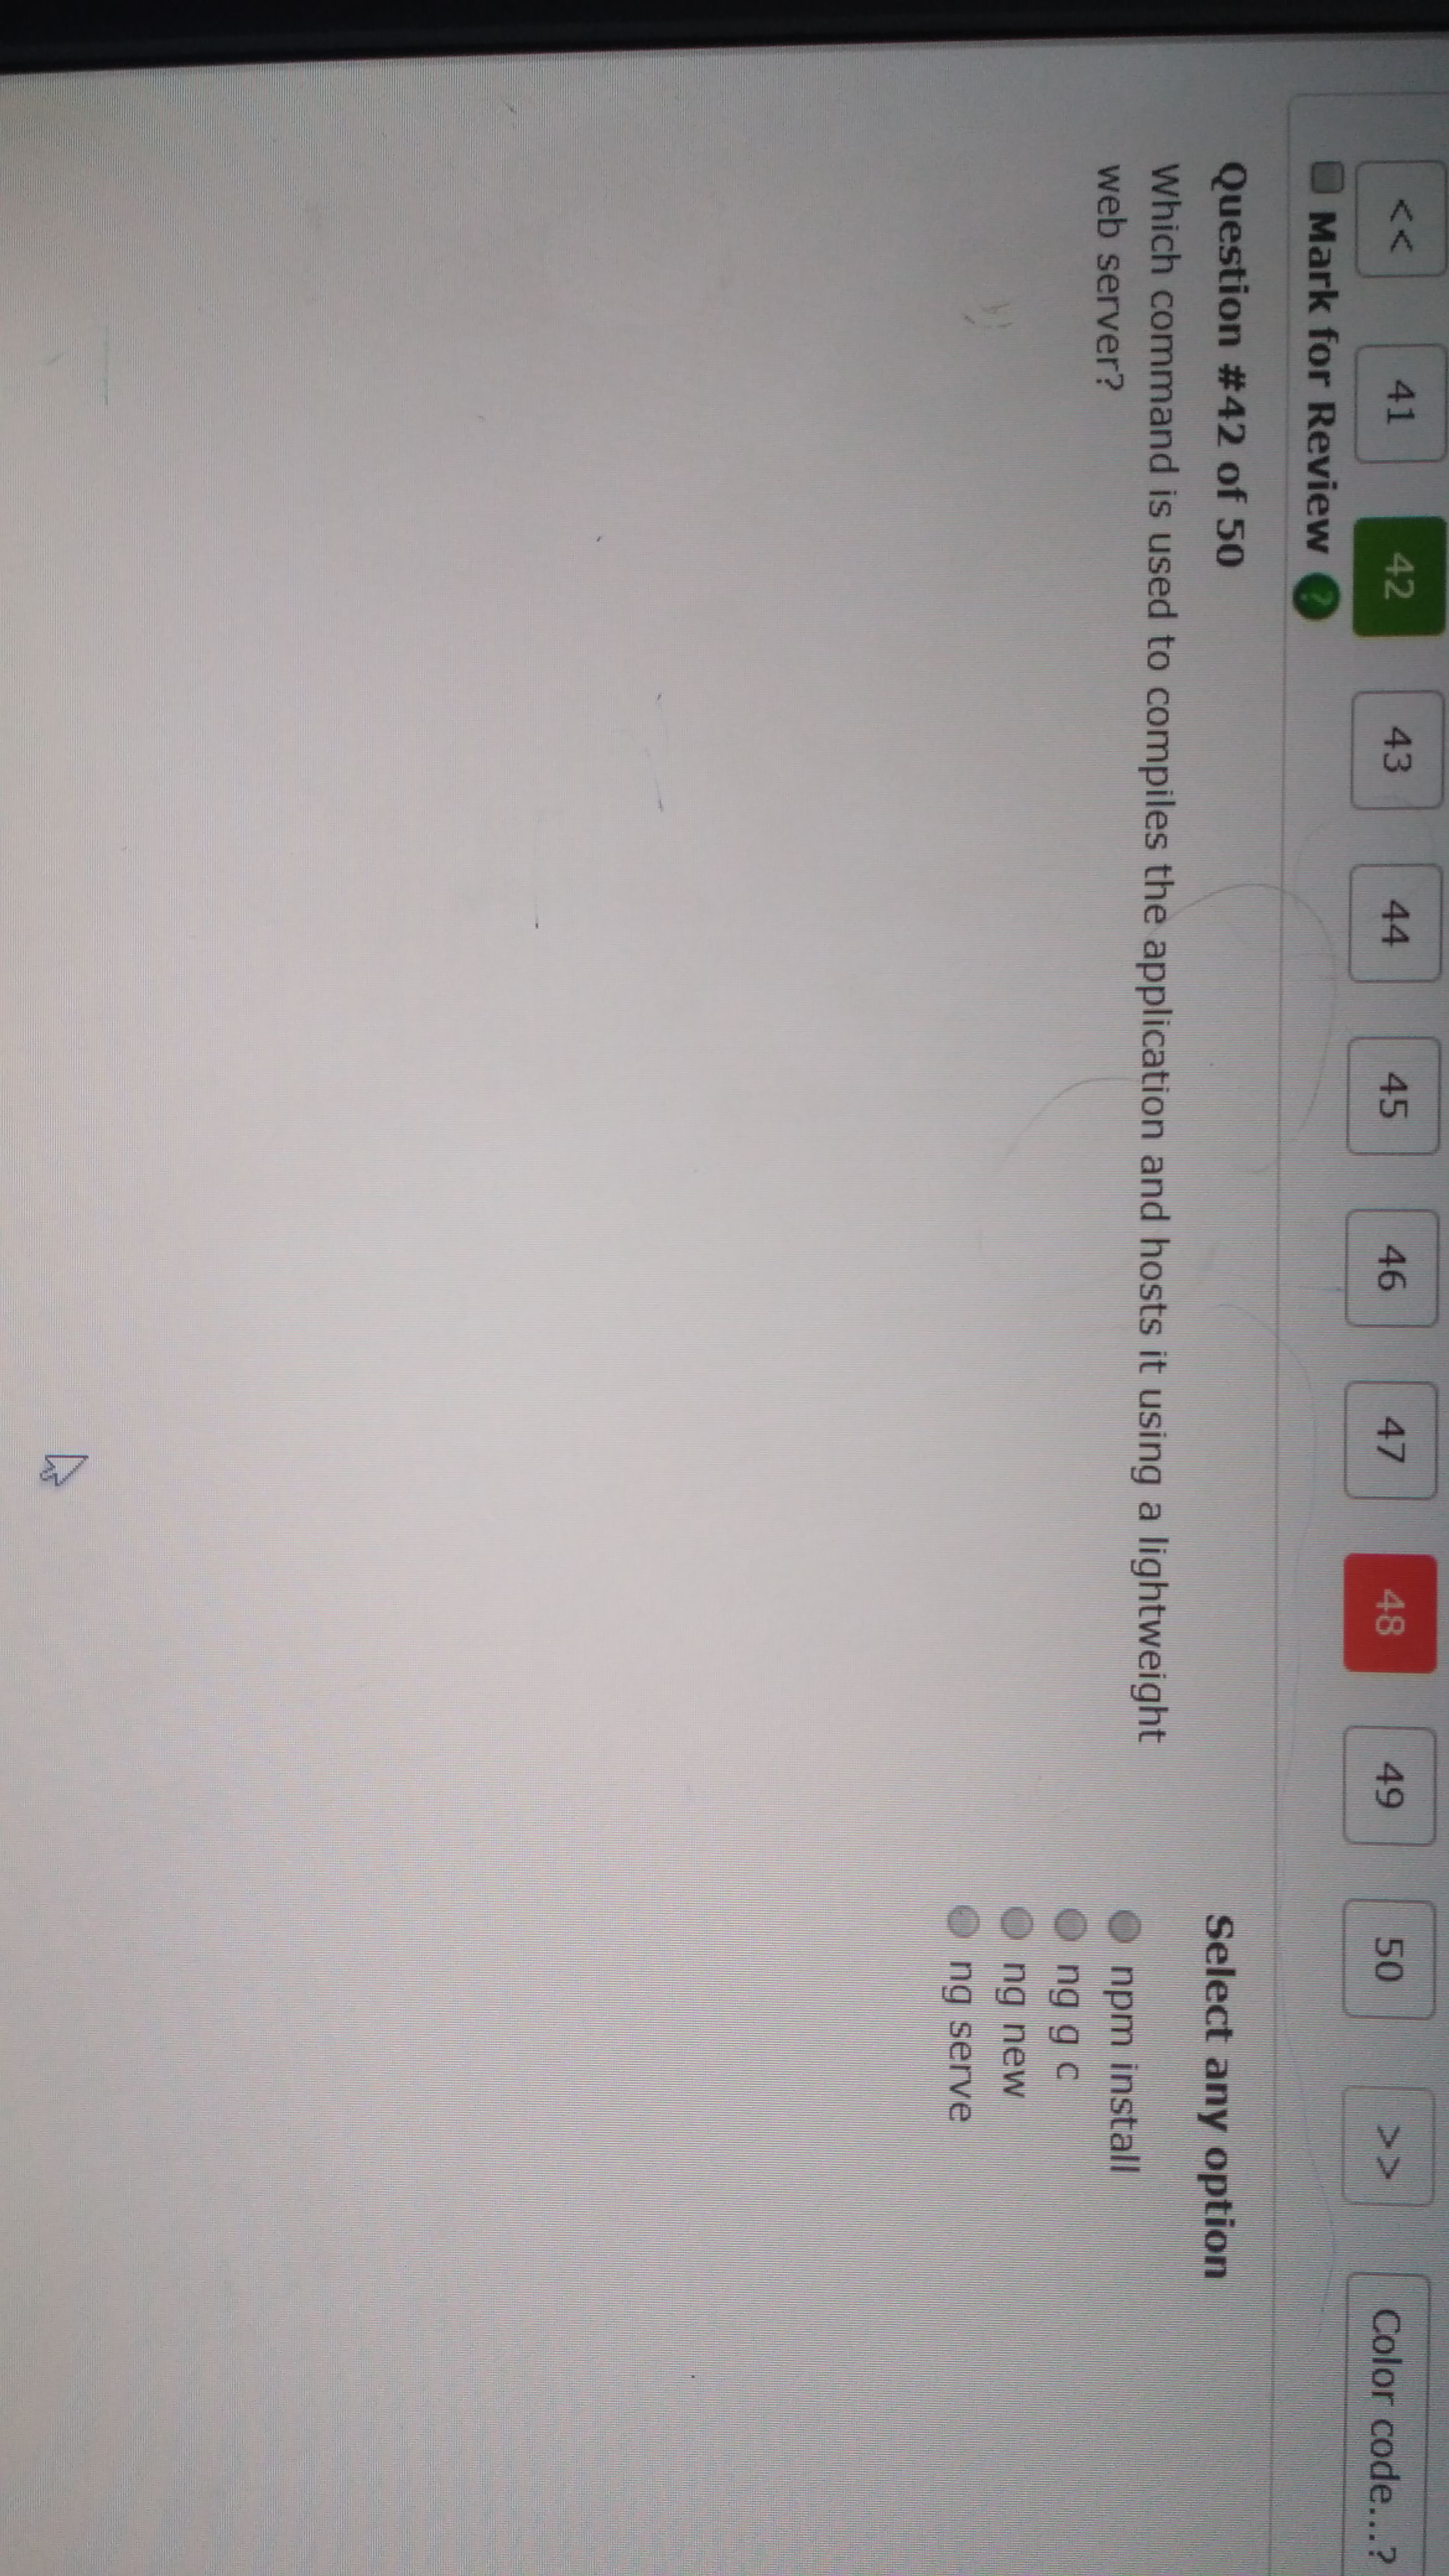 << 41 42 43 44 45 46 47 48 49 50 >> Color code...?
Mark for Review ?
Question #42 of 50
Which command is used to compiles the application and hosts it using a lightweight
web server?
Select any option
npm install
ng g c
ng new
ng serve